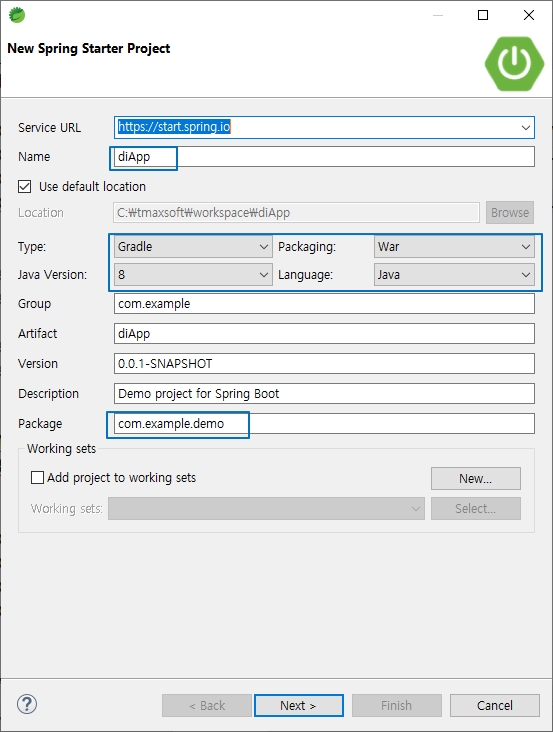 New Spring Starter Project
Service URL https://start.spring.io
Name diApp
Use default location
Location C:₩tmaxsoft₩workspace₩diApp Browse
Type: Gradle Packaging: War
Java Version: 8 Language: Java
Group com.example
Artifact diApp
Version 0.0.1-SNAPSHOT
Description Demo project for Spring Boot
Package com.example.demo
Working sets
Add project to working sets New...
Working sets: Select...
? < Back Next > Finish Cancel